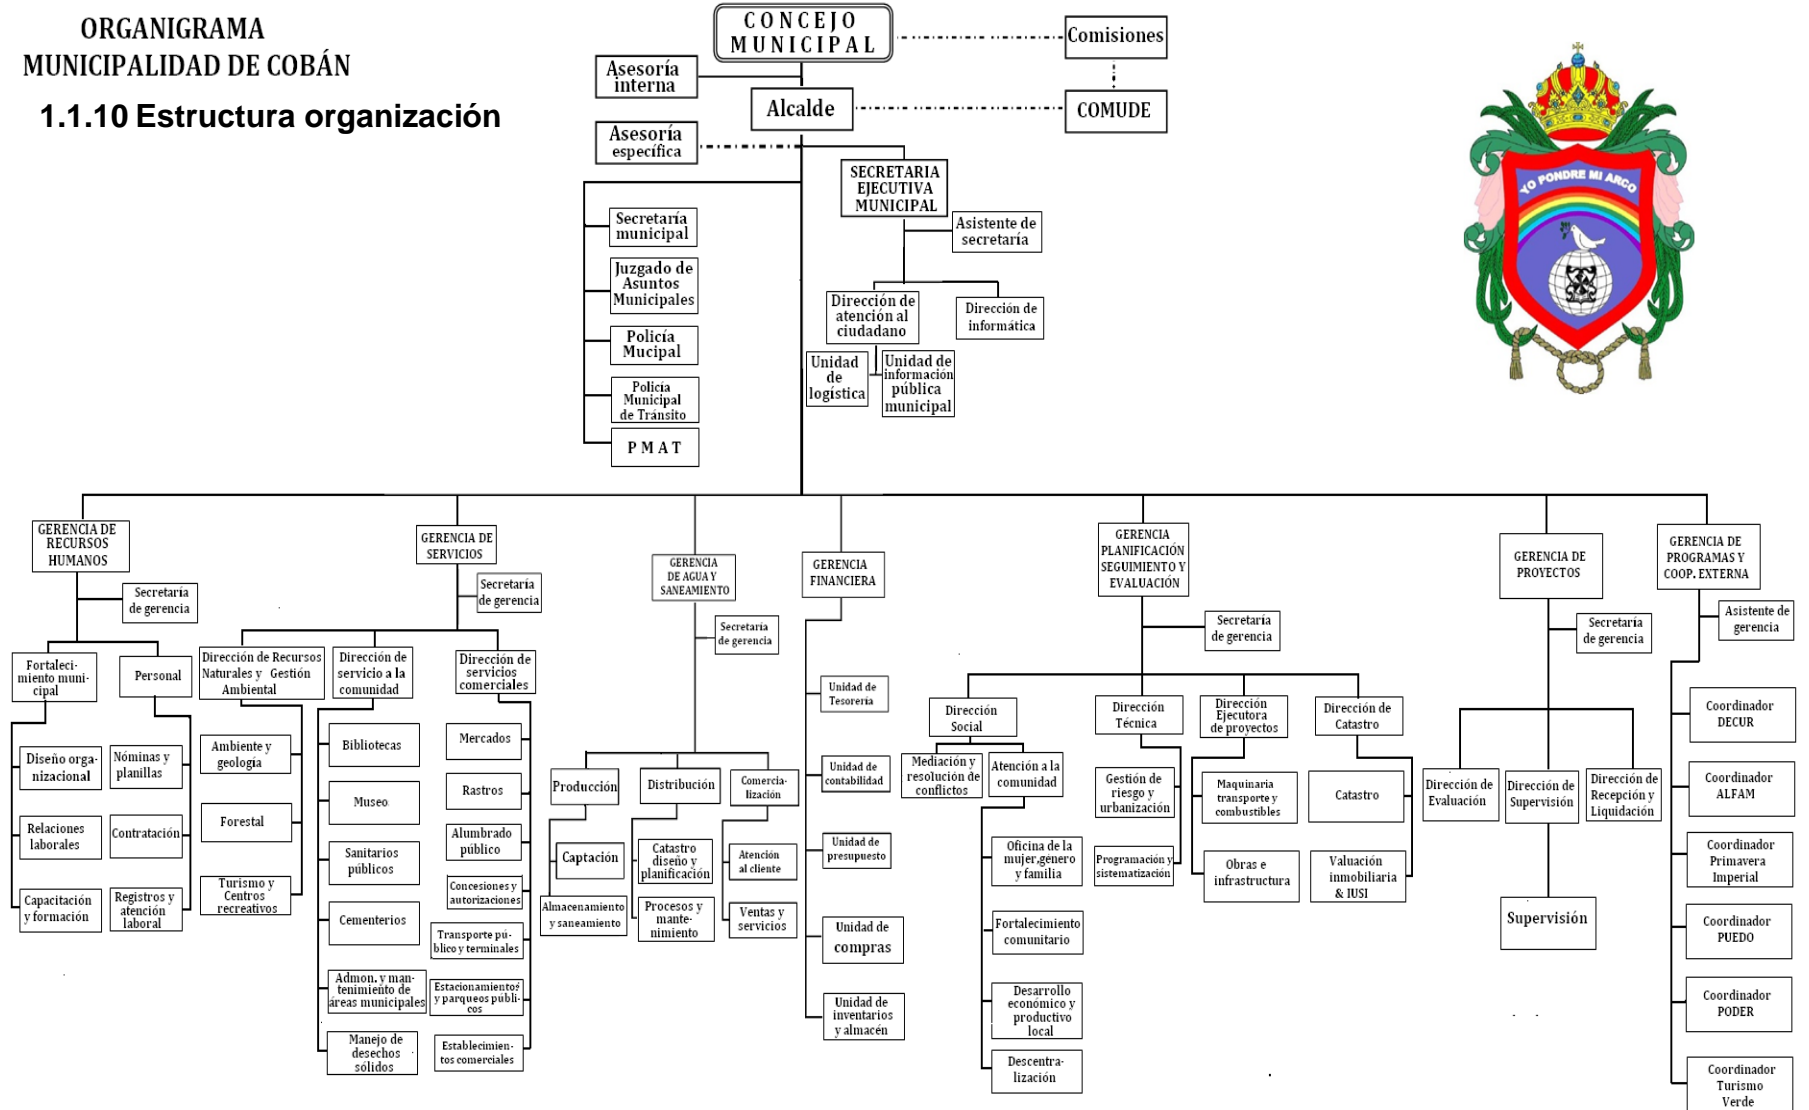 ORGANIGRAMA
MUNICIPALIDAD DE COBÁN
1.1.10 Estructura organización
CONCEJO
MUNICIPAL
Comisiones
Asesoría
interna
Alcalde
COMUDE
Asesoría
específica
SECRETARIA
EJECUTIVA
MUNICIPAL
Asistente de
secretaría
Secretaría
municipal
Juzgado de
Asuntos
Municipales
Policía
Mucipal
Policía
Municipal
de Tránsito
P M A T
Dirección de
atención al
ciudadano
Dirección de
informática
Unidad
de
logística
Unidad de
información
pública
municipal
YO PONDRE MI ARCO
GERENCIA DE
RECURSOS
HUMANOS
Secretaría
de gerencia
Fortaleci-
miento muni-
cipal
Personal
Diseño orga-
nizacional
Relaciones
laborales
Capacitación
y formación
Nóminas y
planillas
Contratación
Registros y
atención
laboral
GERENCIA DE
SERVICIOS
Secretaría
de gerencia
Dirección de Recursos
Naturales y Gestión
Ambiental
Dirección de
servicio a la
comunidad
Dirección de
servicios
comerciales
Ambiente y
geología
Forestal
Turismo y
Centros
recreativos
Bibliotecas
Museo
Sanitarios
públicos
Cementerios
Admon. y man-
tenimiento de
áreas municipales
Manejo de
desechos
sólidos
Mercados
Rastros
Alumbrado
público
Concesiones y
autorizaciones
Transporte pú-
blico y terminales
Estacionamientos
y parqueos públi-
cos
Establecimien-
tos comerciales
GERENCIA
DE AGUA Y
SANEAMIENTO
Secretaría
de gerencia
Producción
Distribución
Comercia-
lización
Captación
Almacenamiento
y saneamiento
Catastro
diseño y
planificación
Procesos y
mante-
nimiento
Atención
al cliente
Ventas y
servicios
GERENCIA
FINANCIERA
Unidad de
Tesorería
Unidad de
contabilidad
Unidad de
presupuesto
Unidad de
compras
Unidad de
inventarios
y almacén
GERENCIA
PLANIFICACIÓN
SEGUIMIENTO Y
EVALUACIÓN
Secretaría
de gerencia
Dirección
Social
Dirección
Técnica
Dirección
Ejecutora
de proyectos
Dirección de
Catastro
Mediación y
resolución de
conflictos
Atención a la
comunidad
Oficina de la
mujer,género
y familia
Fortalecimiento
comunitario
Desarrollo
económico y
productivo
local
Descentra-
lización
Gestión de
riesgo y
urbanización
Programación y
sistematización
Maquinaria
transporte y
combustibles
Obras e
infrastructura
Catastro
Valuación
inmobiliaria
& IUSI
GERENCIA DE
PROYECTOS
Secretaría
de gerencia
Dirección de
Evaluación
Dirección de
Supervisión
Dirección de
Recepción y
Liquidación
Supervisión
GERENCIA DE
PROGRAMAS Y
COOP. EXTERNA
Asistente de
gerencia
Coordinador
DECUR
Coordinador
ALFAM
Coordinador
Primavera
Imperial
Coordinador
PUEDO
Coordinador
PODER
Coordinador
Turismo
Verde